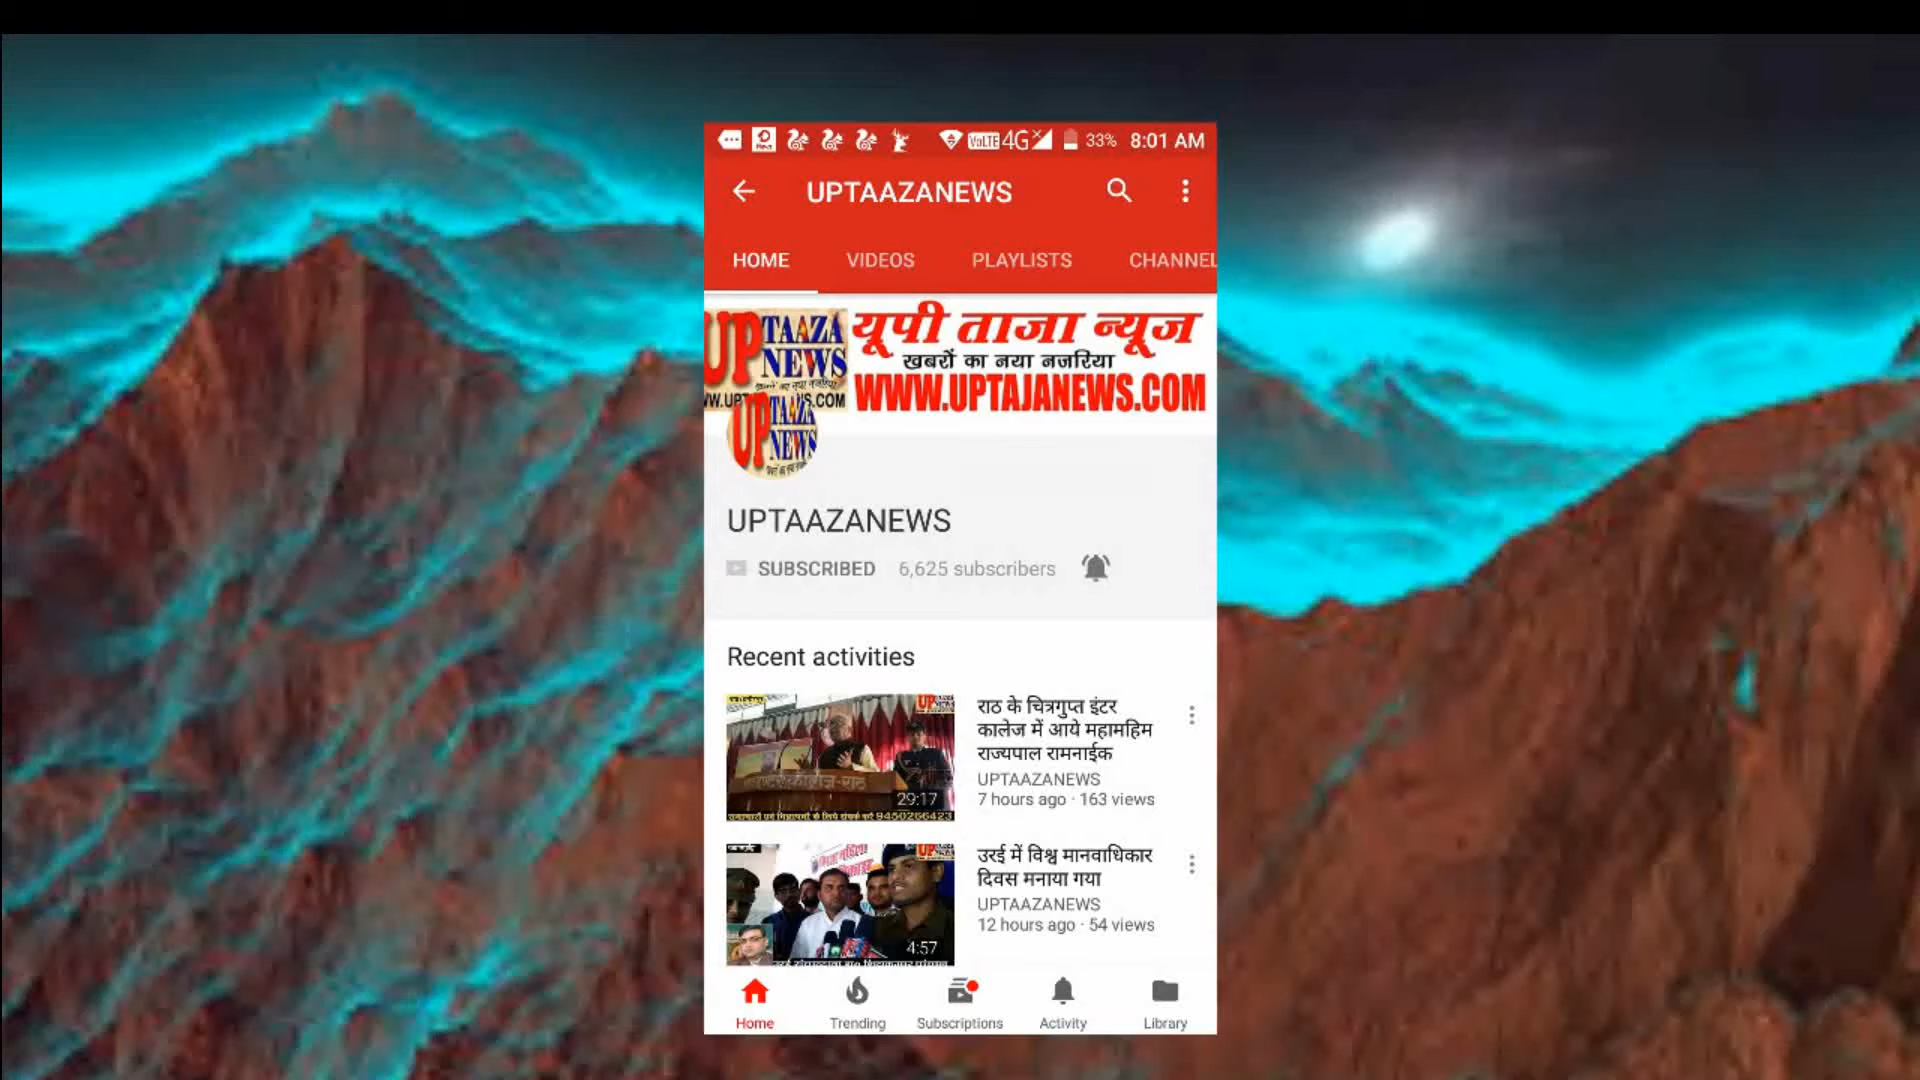 VoLTE 4G 33% 8:01 AM
UPTAAZANEWS
HOME VIDEOS PLAYLISTS CHANNEL
UP TAAZA NEWS
यूपी ताजा न्यूज
खबरों का नया नजरिया
WWW.UPTAJANEWS.COM
UP TAAZA NEWS
UPTAAZANEWS
SUBSCRIBED 6,625 subscribers
Recent activities
राठ के चित्रगुप्त इंटर
कालेज में आये महामहिम
राज्यपाल रामनाईक
UPTAAZANEWS
7 hours ago · 163 views
29:17
उरई में विश्व मानवाधिकार
दिवस मनाया गया
UPTAAZANEWS
12 hours ago · 54 views
4:57
Home Trending Subscriptions Activity Library